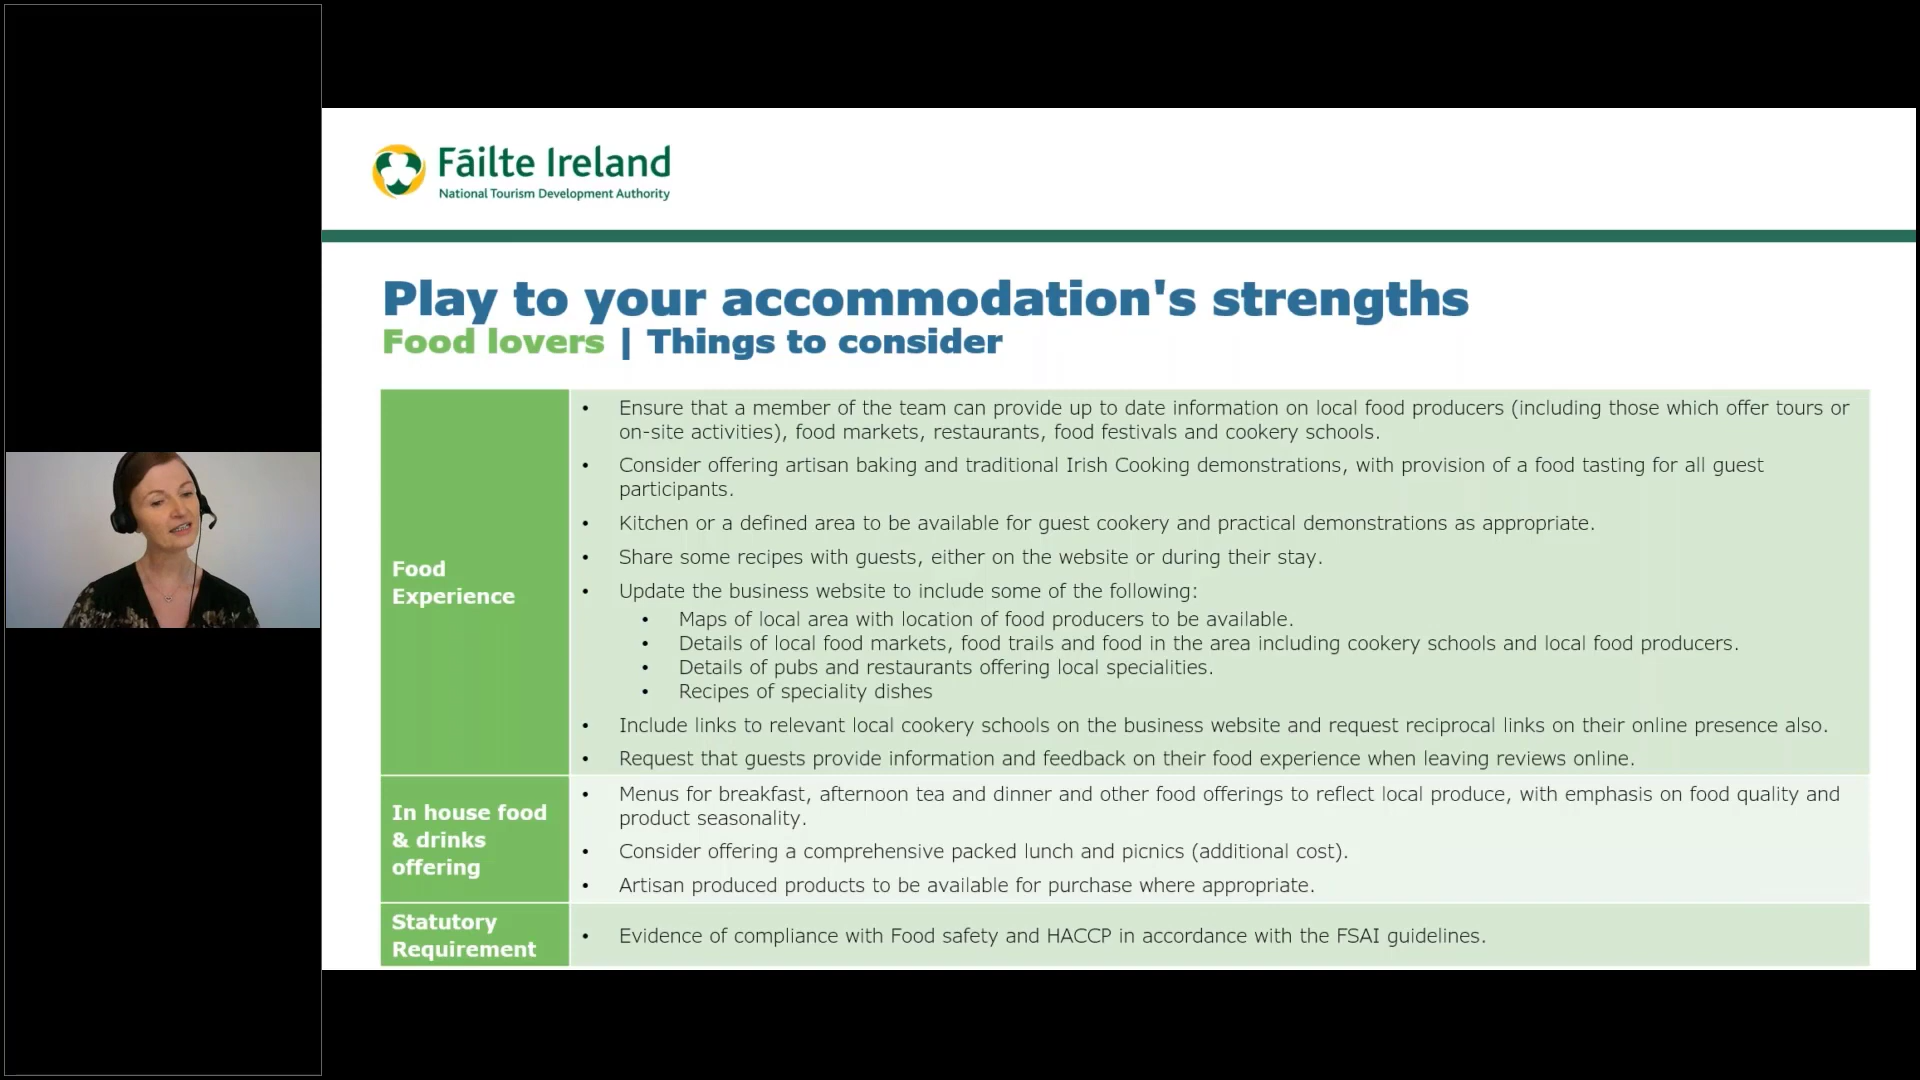 Fáilte Ireland
National Tourism Development Authority
Play to your accommodation's strengths
Food lovers | Things to consider
Food
Experience
• Ensure that a member of the team can provide up to date information on local food producers (including those which offer tours or
on-site activities), food markets, restaurants, food festivals and cookery schools.
• Consider offering artisan baking and traditional Irish Cooking demonstrations, with provision of a food tasting for all guest
participants.
• Kitchen or a defined area to be available for guest cookery and practical demonstrations as appropriate.
• Share some recipes with guests, either on the website or during their stay.
• Update the business website to include some of the following:
• Maps of local area with location of food producers to be available.
• Details of local food markets, food trails and food in the area including cookery schools and local food producers.
• Details of pubs and restaurants offering local specialities.
• Recipes of speciality dishes
• Include links to relevant local cookery schools on the business website and request reciprocal links on their online presence also.
• Request that guests provide information and feedback on their food experience when leaving reviews online.
In house food
& drinks
offering
• Menus for breakfast, afternoon tea and dinner and other food offerings to reflect local produce, with emphasis on food quality and
product seasonality.
• Consider offering a comprehensive packed lunch and picnics (additional cost).
• Artisan produced products to be available for purchase where appropriate.
Statutory
Requirement
• Evidence of compliance with Food safety and HACCP in accordance with the FSAI guidelines.